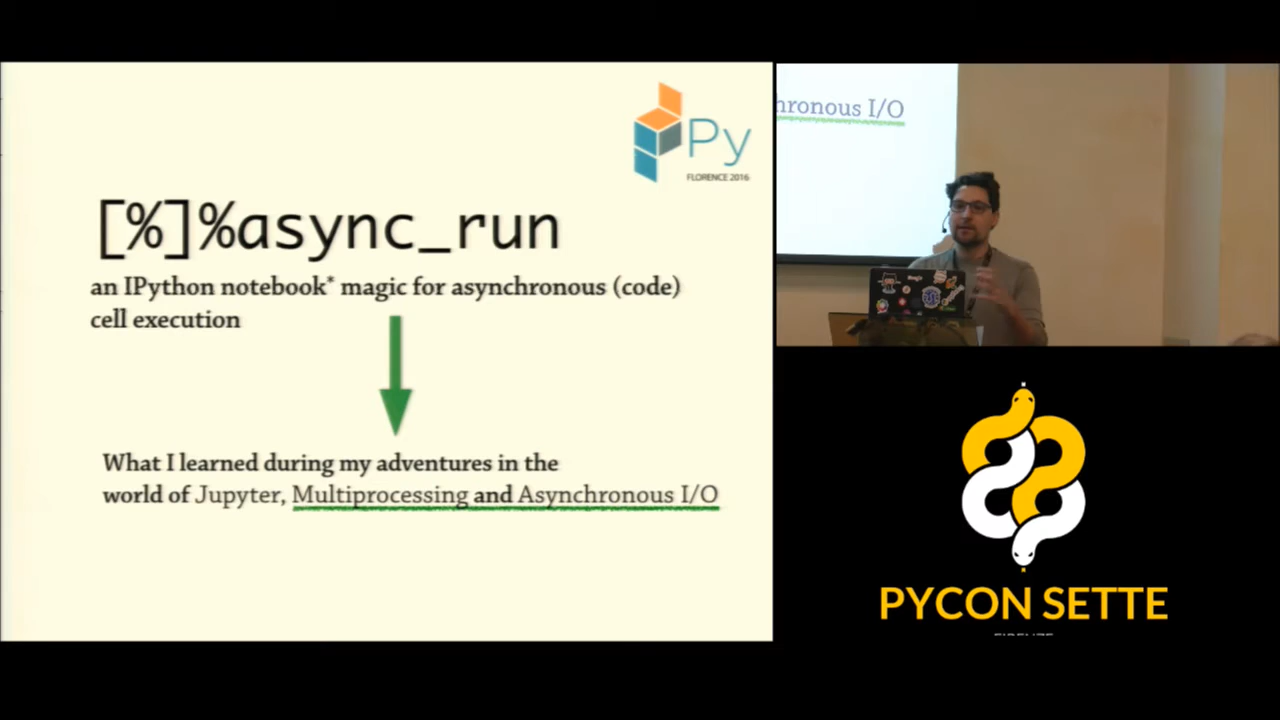 Py
FLORENCE 2016
[%]%async_run
an IPython notebook* magic for asynchronous (code)
cell execution
What I learned during my adventures in the
world of Jupyter, Multiprocessing and Asynchronous I/O
hronous I/O
PYCON SETTE